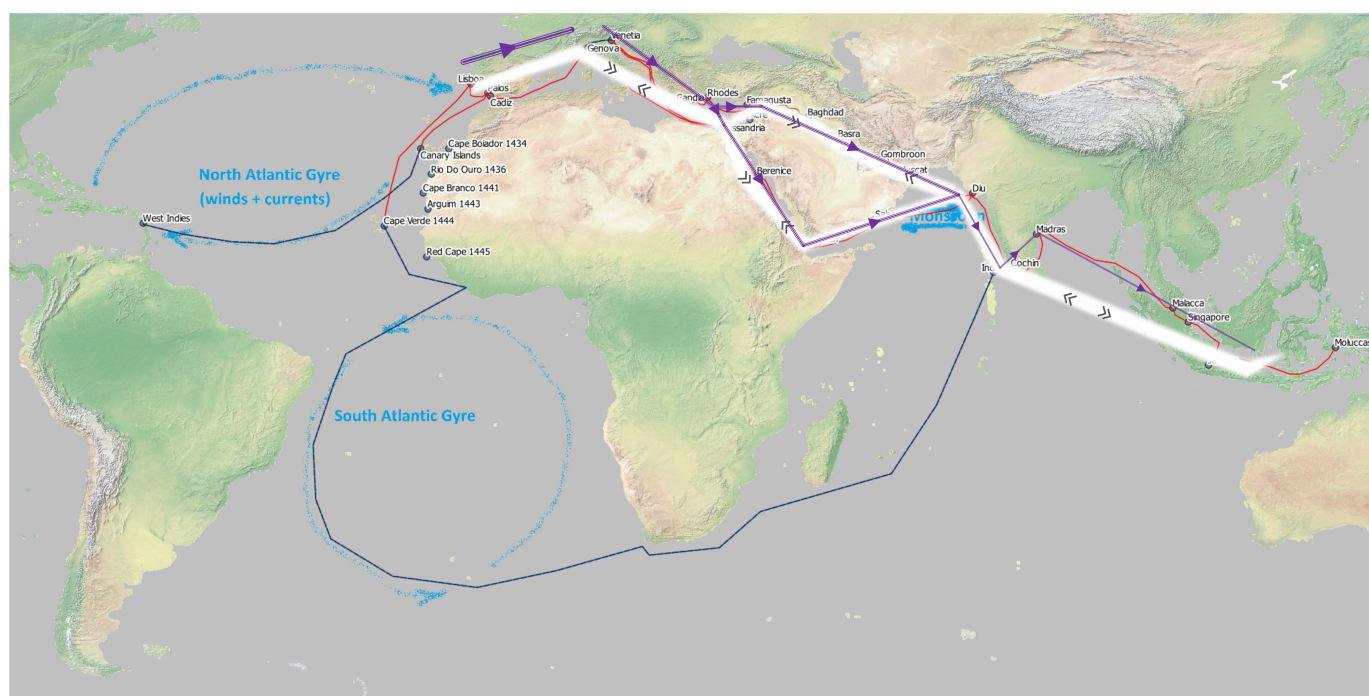 Venetia
Genova
Lisboa
Palos
Cadiz
Rhodes
Famagusta
Baghdad
Basra
Gombroon
Cape Boiador 1434
Canary Islands
North Atlantic Gyre
(winds + currents)
Rio Do Ouro 1436
Cape Branco 1441
Arguim 1443
West Indies
Cape Verde 1444
Red Cape 1445
Berenice
Diu
Monsoon
Madras
Cochin
Malacca
Singapore
Moluccas
South Atlantic Gyre